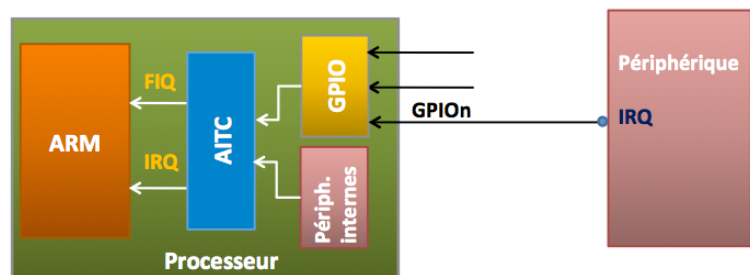 ARM
FIQ
IRQ
AITC
GPIO
Périph.
internes
Processeur
GPIOn
Périphérique
IRQ